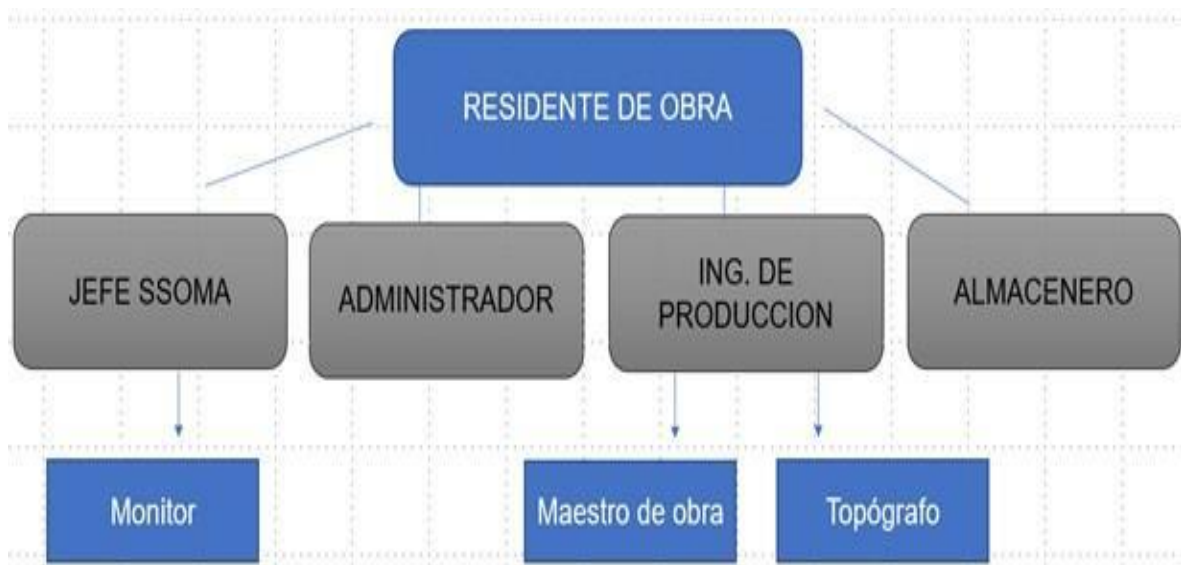 RESIDENTE DE OBRA
JEFE SSOMA
ADMINISTRADOR
ING. DE
PRODUCCION
ALMACENERO
Monitor
Maestro de obra
Topógrafo